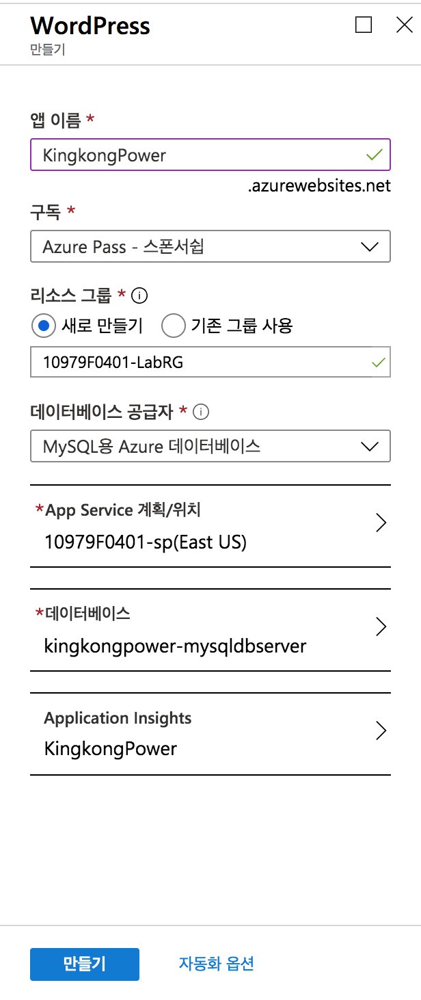 WordPress
만들기
앱 이름 *
KingkongPower
.azurewebsites.net
구독 *
Azure Pass - 스폰서쉽
리소스 그룹 *
새로 만들기 기존 그룹 사용
10979F0401-LabRG
데이터베이스 공급자 *
MySQL용 Azure 데이터베이스
*App Service 계획/위치
10979F0401-sp(East US)
*데이터베이스
kingkongpower-mysqldbserver
Application Insights
KingkongPower
만들기 자동화 옵션